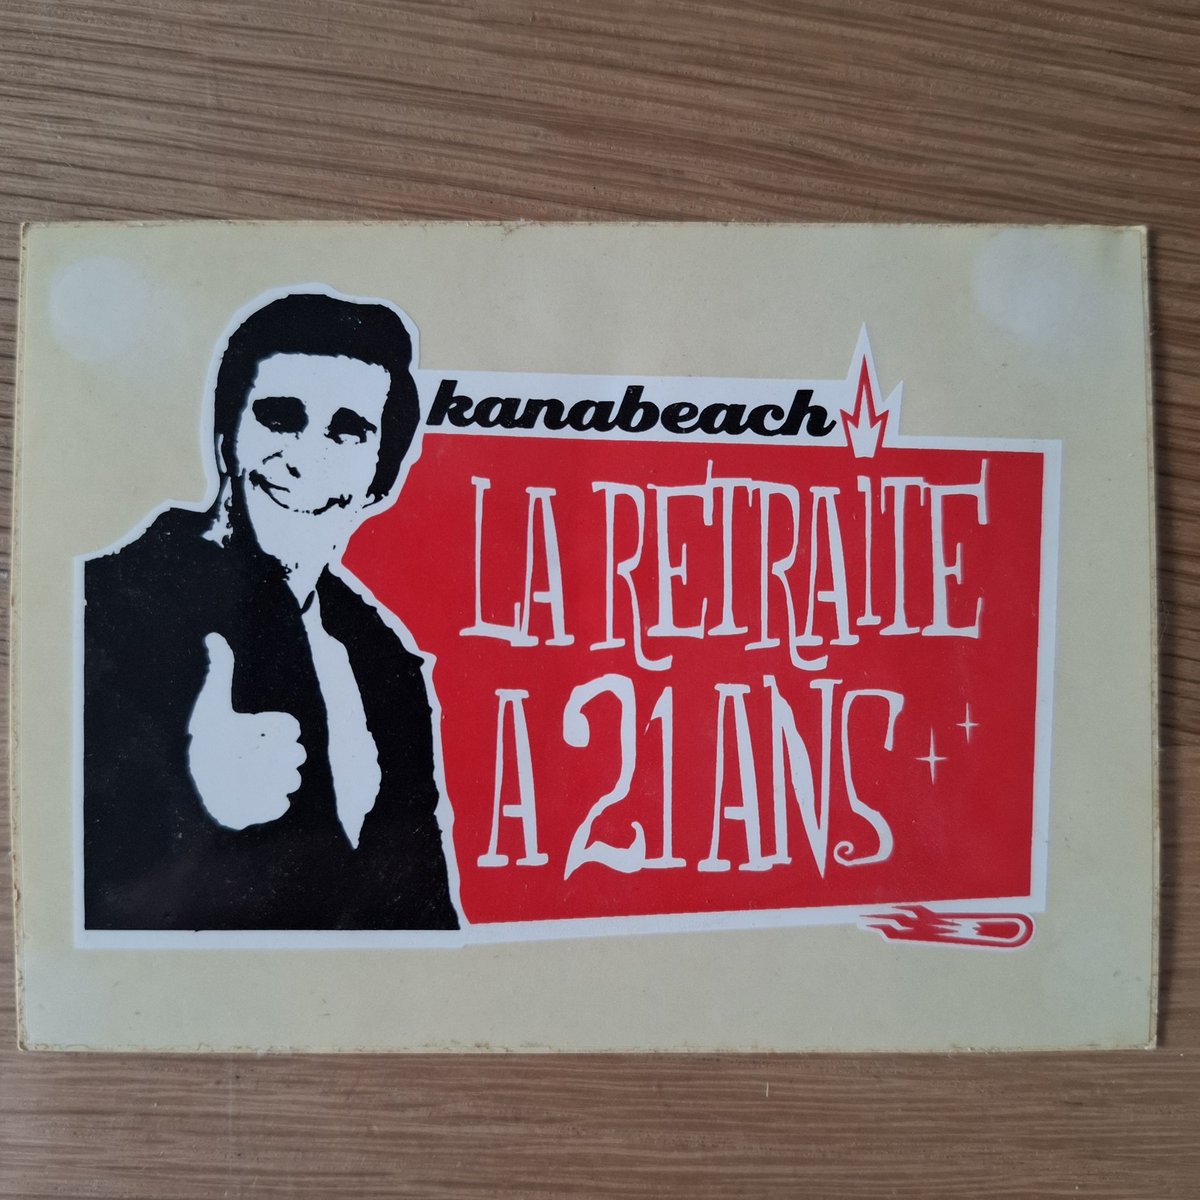 kanabeach
LA RETRAITE
A 21 ANS